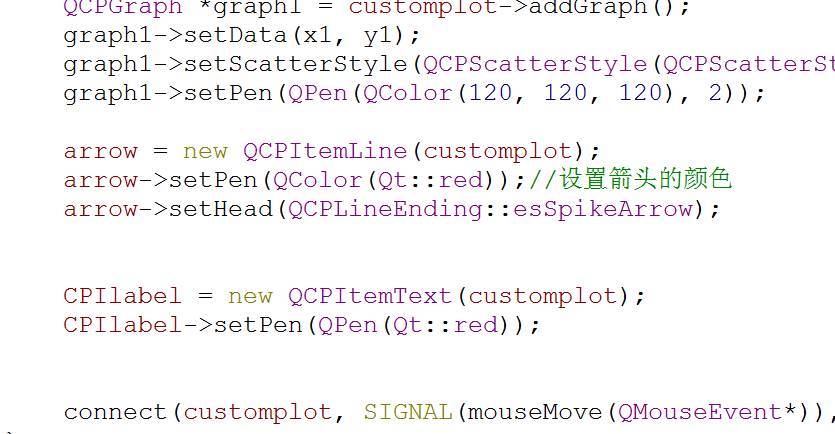 QCPGraph *graph1 = customplot->addGraph();
graph1->setData(x1, y1);
graph1->setScatterStyle(QCPScatterStyle(QCPScatterSt
graph1->setPen(QPen(QColor(120, 120, 120), 2));
arrow = new QCPItemLine(customplot);
arrow->setPen(QColor(Qt::red));//设置箭头的颜色
arrow->setHead(QCPLineEnding::esSpikeArrow);
CPIlabel = new QCPItemText(customplot);
CPIlabel->setPen(QPen(Qt::red));
connect(customplot, SIGNAL(mouseMove(QMouseEvent*)),